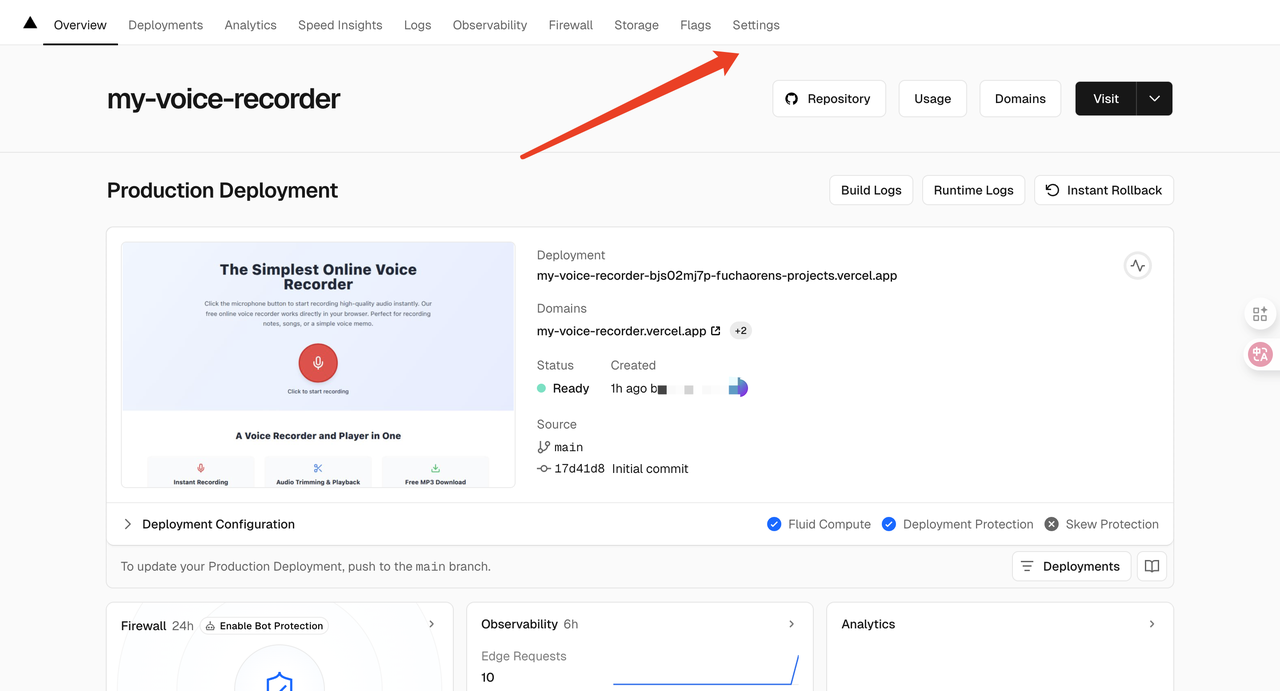 Overview Deployments Analytics Speed Insights Logs Observability Firewall Storage Flags Settings
my-voice-recorder
Repository Usage Domains Visit
Production Deployment
Build Logs Runtime Logs Instant Rollback
The Simplest Online Voice
Recorder
Click the microphone button to start recording high-quality audio instantly. Our
free online voice recorder works directly in your browser. Perfect for recording
notes, songs, or a simple voice memo.
Click to start recording
A Voice Recorder and Player in One
Instant Recording Audio Trimming & Playback Free MP3 Download
Deployment
my-voice-recorder-bjs02mj7p-fuchaorens-projects.vercel.app
Domains
my-voice-recorder.vercel.app +2
Status Created
Ready 1h ago b
Source
main
17d41d8 Initial commit
Deployment Configuration Fluid Compute Deployment Protection Skew Protection
To update your Production Deployment, push to the main branch. Deployments
Firewall 24h Enable Bot Protection
Observability 6h
Edge Requests
10
Analytics